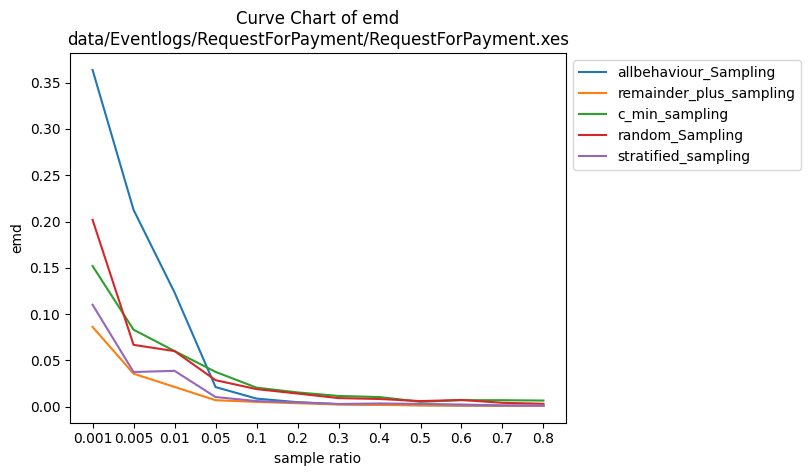 Curve Chart of emd
data/Eventlogs/RequestForPayment/RequestForPayment.xes
0.35
0.30
0.25
0.20
0.15
0.10
0.05
0.00
emd
0.001 0.005 0.01 0.05 0.1 0.2 0.3 0.4 0.5 0.6 0.7 0.8
sample ratio
allbehaviour_Sampling
remainder_plus_sampling
c_min_sampling
random_Sampling
stratified_sampling